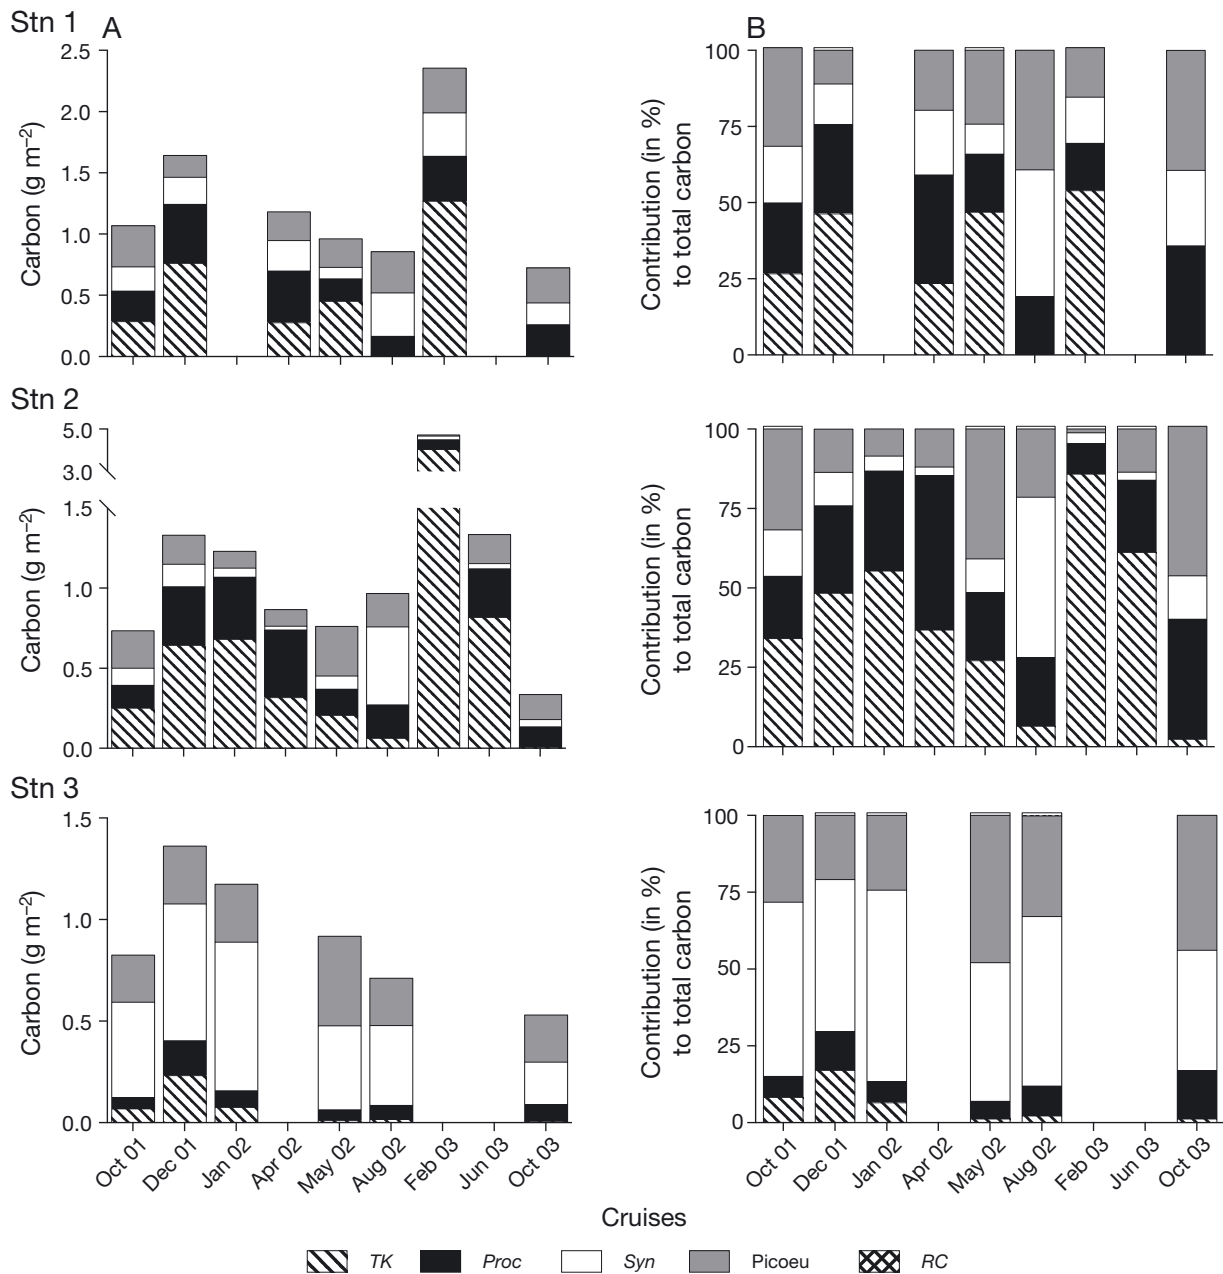 Stn 1
A
B
2.5
2.0
1.5
1.0
0.5
0.0
Carbon (g m–2)
100
75
50
25
0
Contribution (in %)
to total carbon
Stn 2
5.0
3.0
1.5
1.0
0.5
0.0
Carbon (g m–2)
100
75
50
25
0
Contribution (in %)
to total carbon
Stn 3
1.5
1.0
0.5
0.0
Carbon (g m–2)
100
75
50
25
0
Contribution (in %)
to total carbon
Oct 01
Dec 01
Jan 02
Apr 02
May 02
Aug 02
Feb 03
Jun 03
Oct 03
Oct 01
Dec 01
Jan 02
Apr 02
May 02
Aug 02
Feb 03
Jun 03
Oct 03
Cruises
TK Proc Syn Picoeu RC